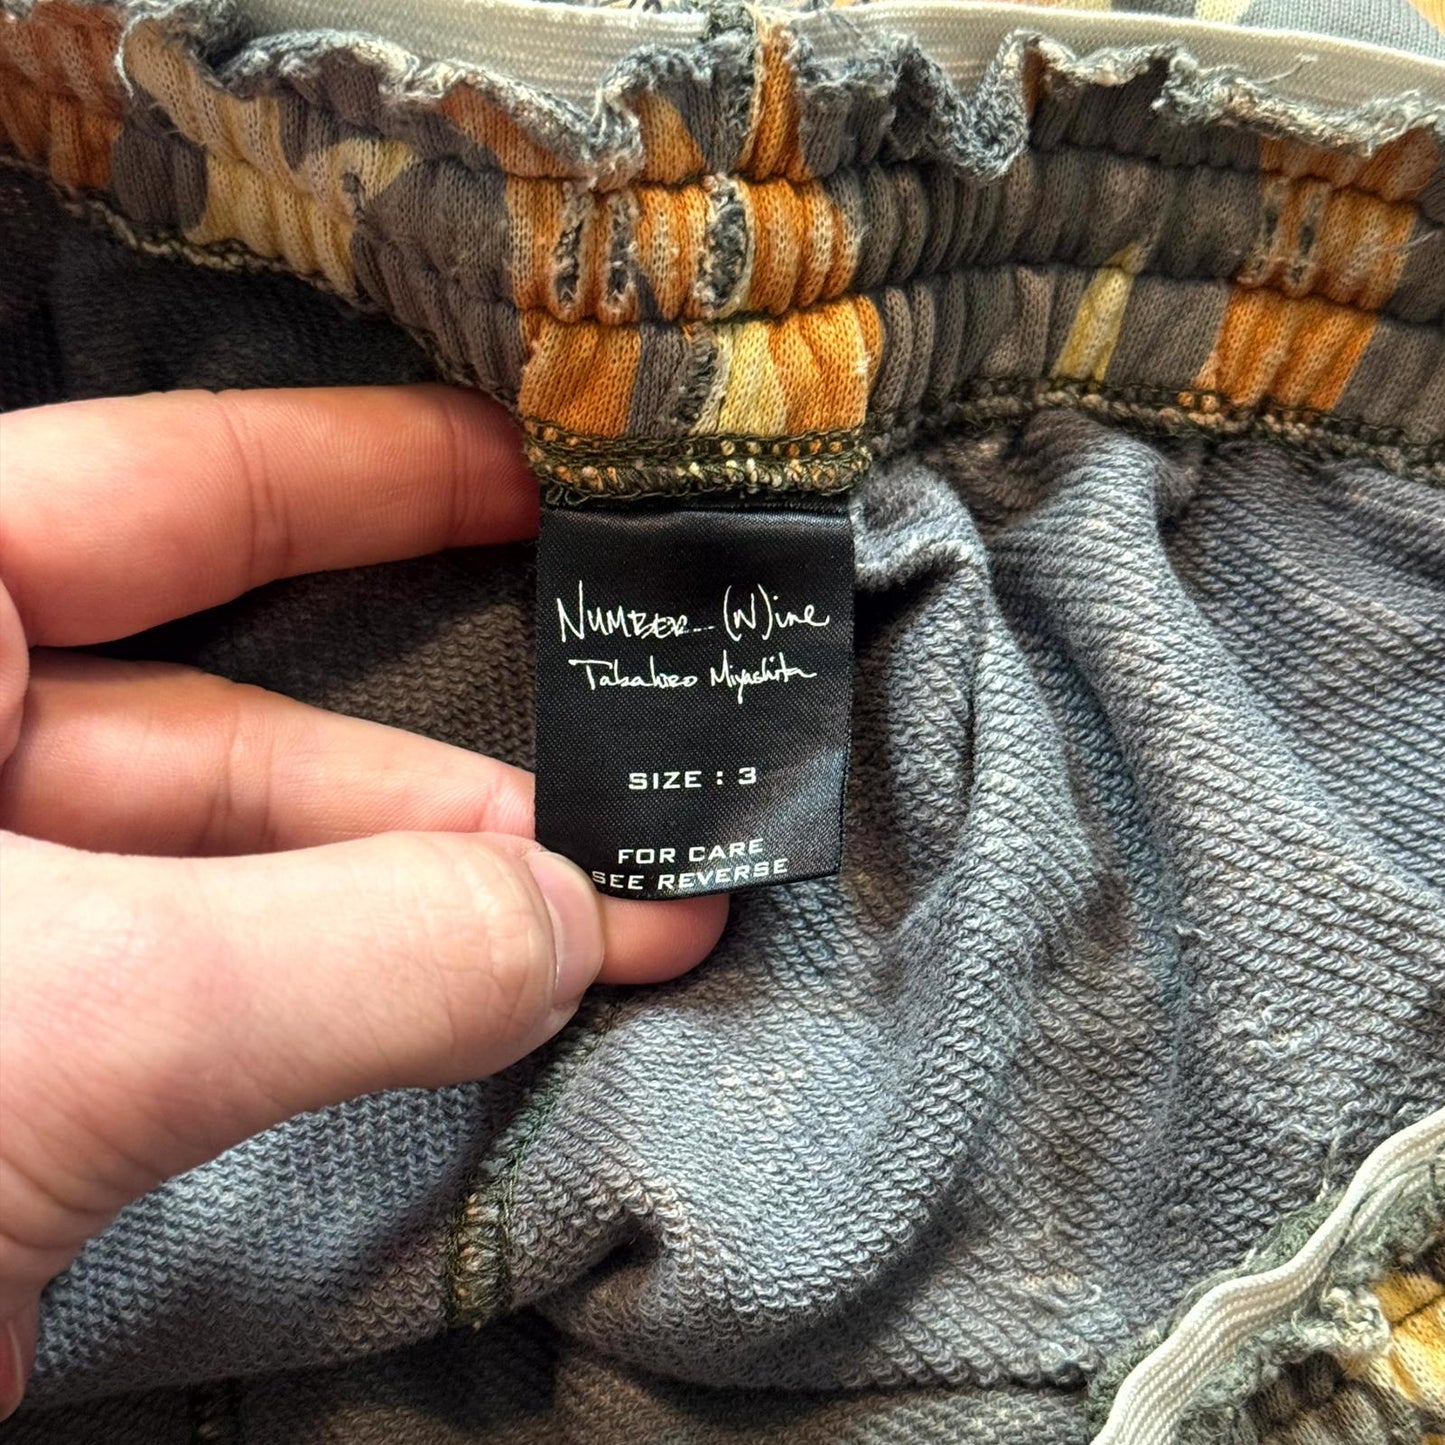 NUMBER (N)ine
Takahiro Miyashita
SIZE : 3
FOR CARE
SEE REVERSE